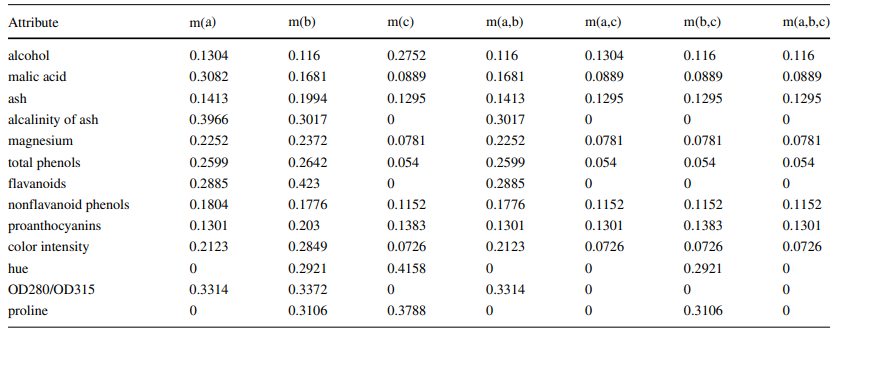 Attribute m(a) m(b) m(c) m(a,b) m(a,c) m(b,c) m(a,b,c)
alcohol 0.1304 0.116 0.2752 0.116 0.1304 0.116 0.116
malic acid 0.3082 0.1681 0.0889 0.1681 0.0889 0.0889 0.0889
ash 0.1413 0.1994 0.1295 0.1413 0.1295 0.1295 0.1295
alcalinity of ash 0.3966 0.3017 0 0.3017 0 0 0
magnesium 0.2252 0.2372 0.0781 0.2252 0.0781 0.0781 0.0781
total phenols 0.2599 0.2642 0.054 0.2599 0.054 0.054 0.054
flavanoids 0.2885 0.423 0 0.2885 0 0 0
nonflavanoid phenols 0.1804 0.1776 0.1152 0.1776 0.1152 0.1152 0.1152
proanthocyanins 0.1301 0.203 0.1383 0.1301 0.1301 0.1383 0.1301
color intensity 0.2123 0.2849 0.0726 0.2123 0.0726 0.0726 0.0726
hue 0 0.2921 0.4158 0 0 0.2921 0
OD280/OD315 0.3314 0.3372 0 0.3314 0 0 0
proline 0 0.3106 0.3788 0 0 0.3106 0